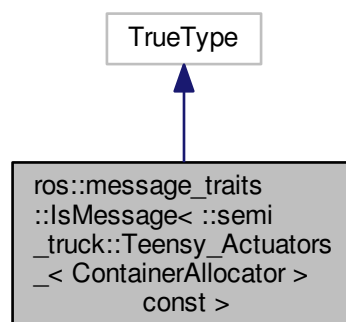 TrueType
ros::message_traits
::IsMessage< ::semi
_truck::Teensy_Actuators
_< ContainerAllocator >
const >